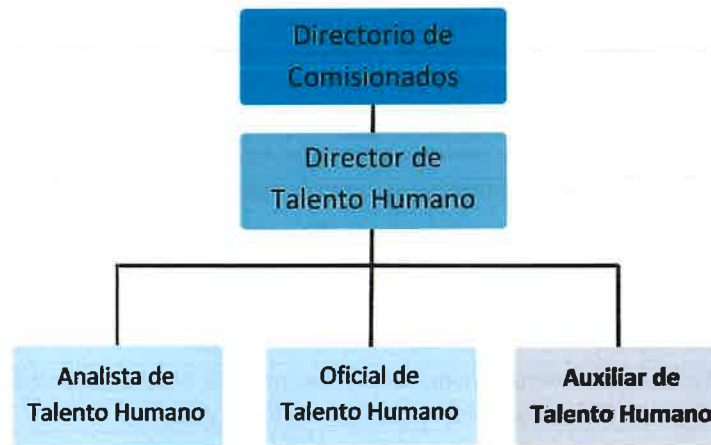 Directorio de
Comisionados
Director de
Talento Humano
Analista de
Talento Humano
Oficial de
Talento Humano
Auxiliar de
Talento Humano